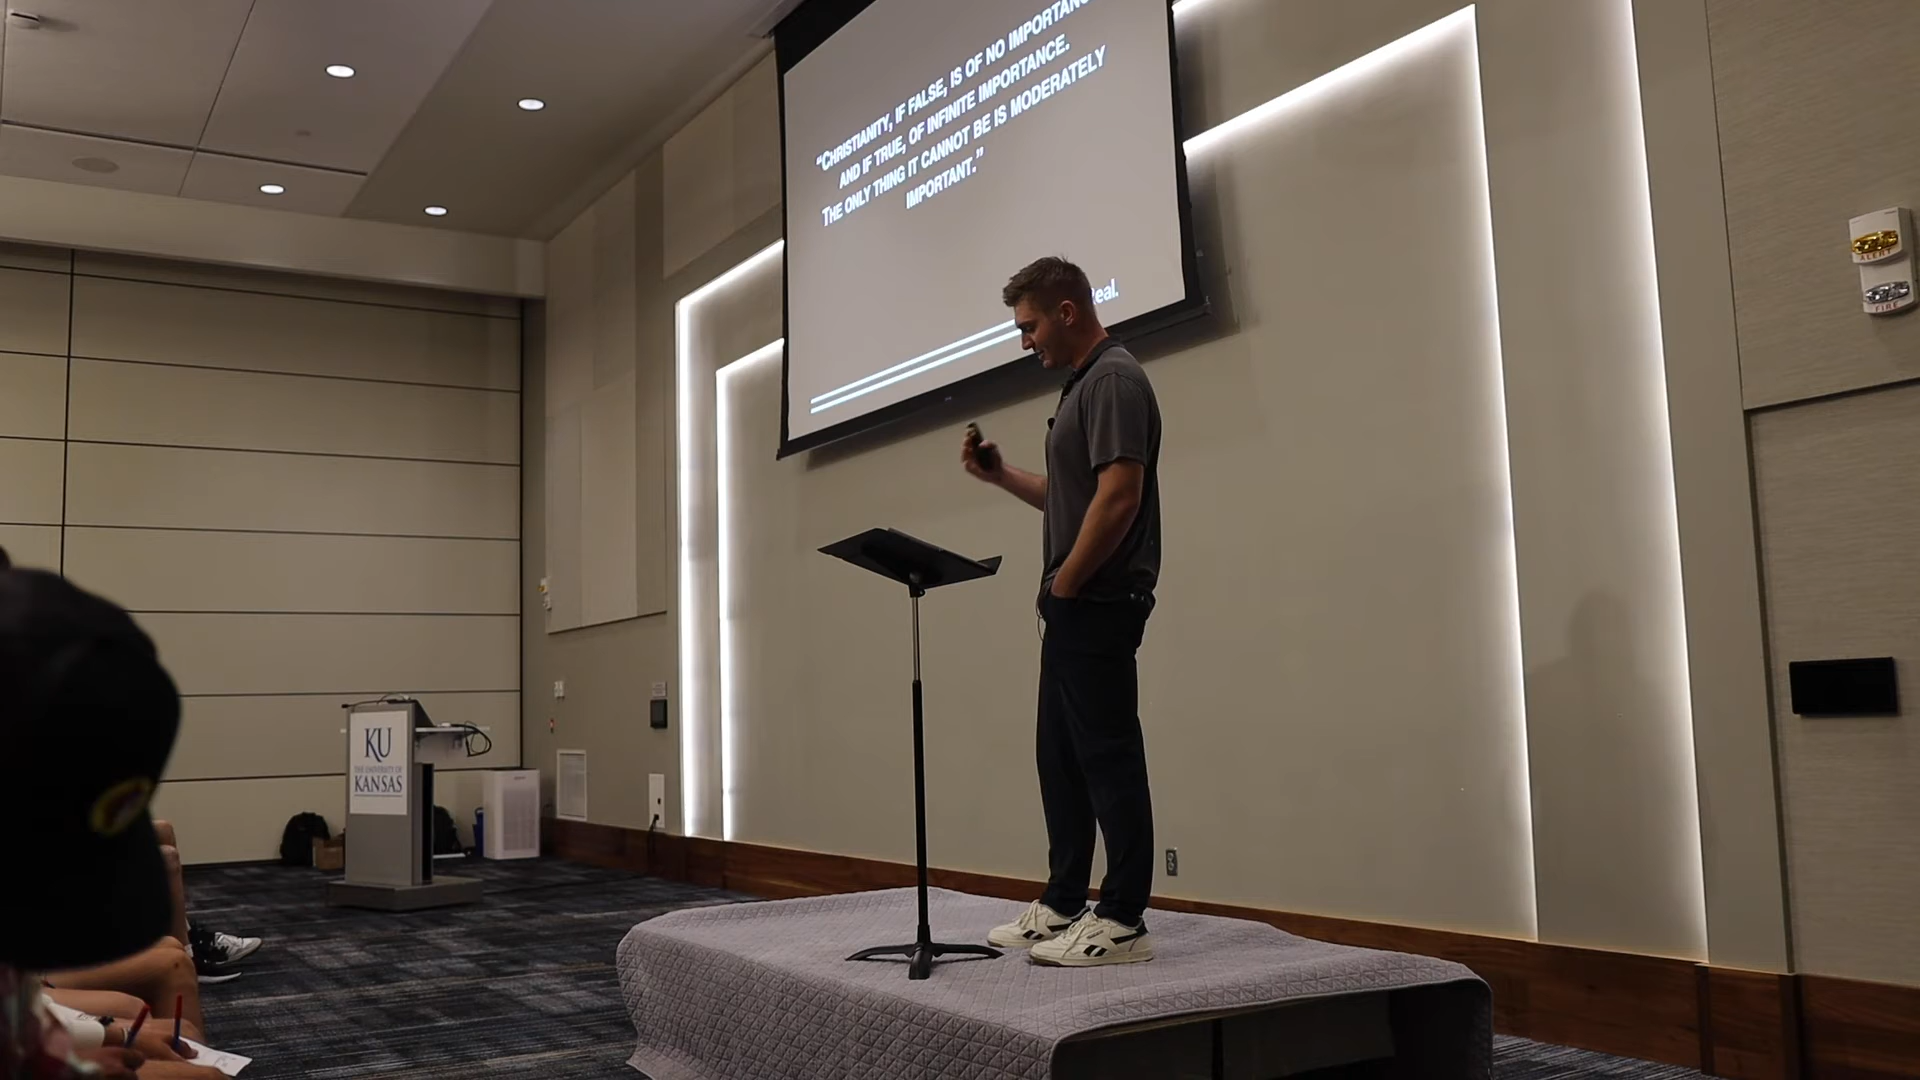 “CHRISTIANITY, IF FALSE, IS OF NO
AND IF TRUE, OF INFINITE IMPORTANCE.
THE ONLY THING IT CANNOT BE IS MODERATELY
IMPORTANT.”
Real.
KU
THE UNIVERSITY OF
KANSAS
ALERT
FIRE